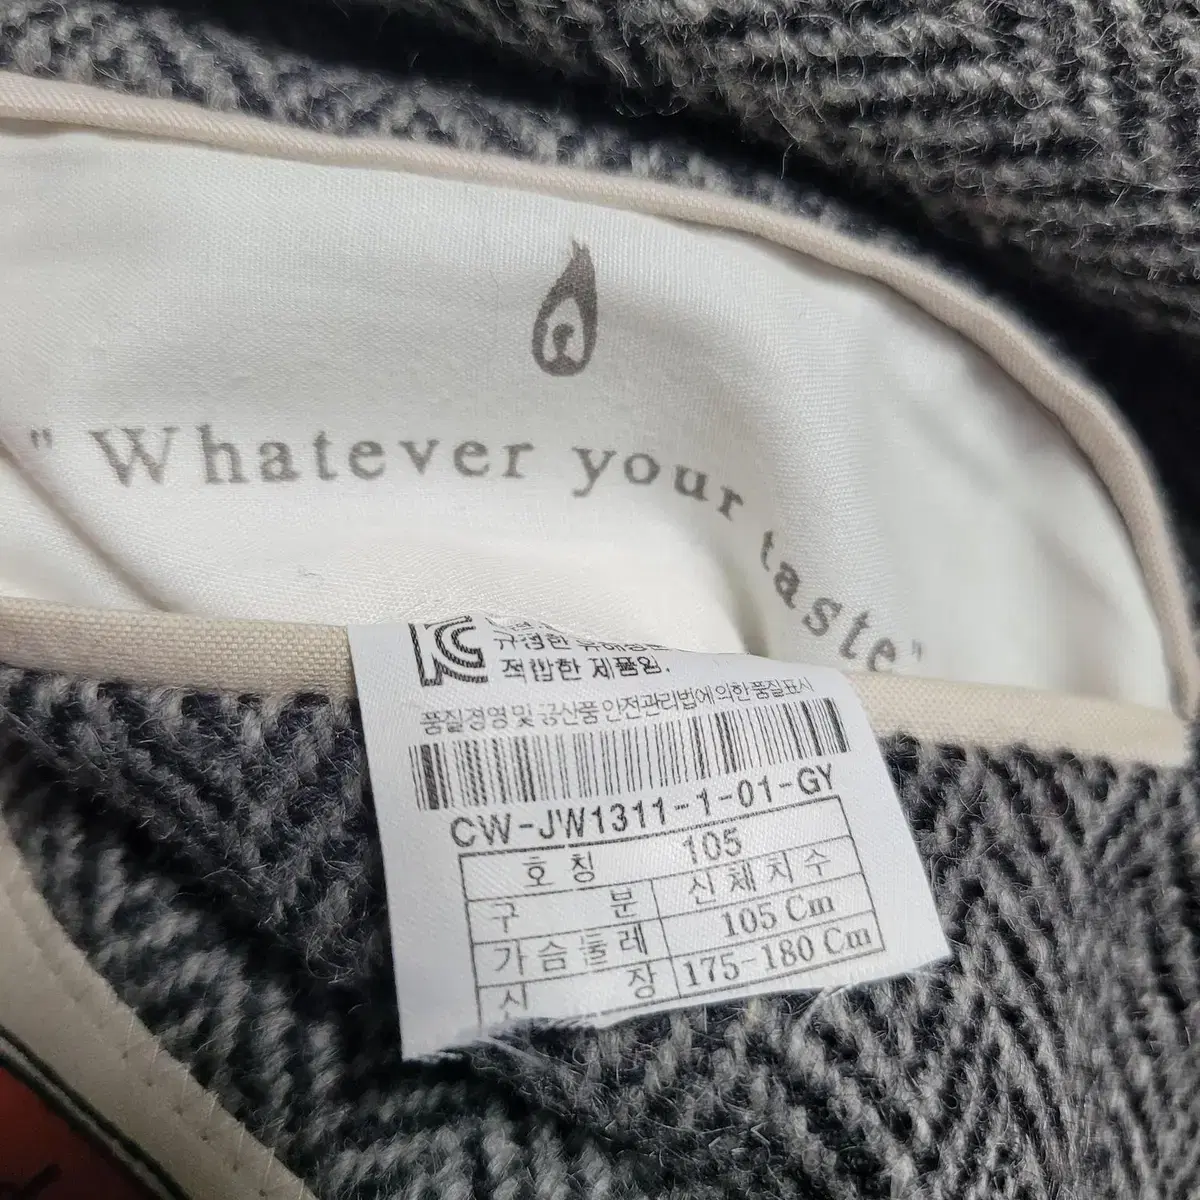 " Whatever your taste"
적합한 제품임.
품질경영 및 공산품안전관리법에 의한 품질표시
CW-JW1311-1-01-GY
호칭 105
구분 신체치수
가슴둘레 105 Cm
신장 175-180 Cm